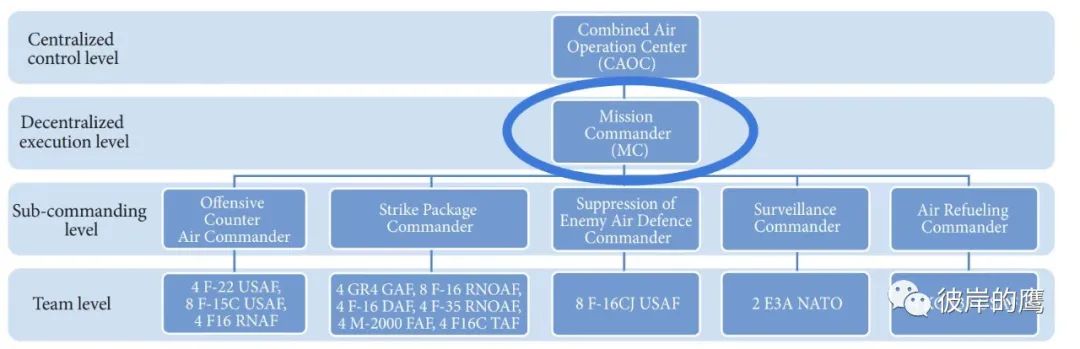 Centralized
control level
Combined Air
Operation Center
(CAOC)
Decentralized
execution level
Mission
Commander
(MC)
Sub-commanding
level
Offensive
Counter
Air Commander
Strike Package
Commander
Suppression of
Enemy Air Defence
Commander
Surveillance
Commander
Air Refueling
Commander
Team level
4 F-22 USAF,
8 F-15C USAF,
4 F16 RNAF
4 GR4 GAF, 8 F-16 RNOAF,
4 F-16 DAF, 4 F-35 RNOAF,
4 M-2000 FAF, 4 F16C TAF
8 F-16CJ USAF
2 E3A NATO
彼岸的鹰